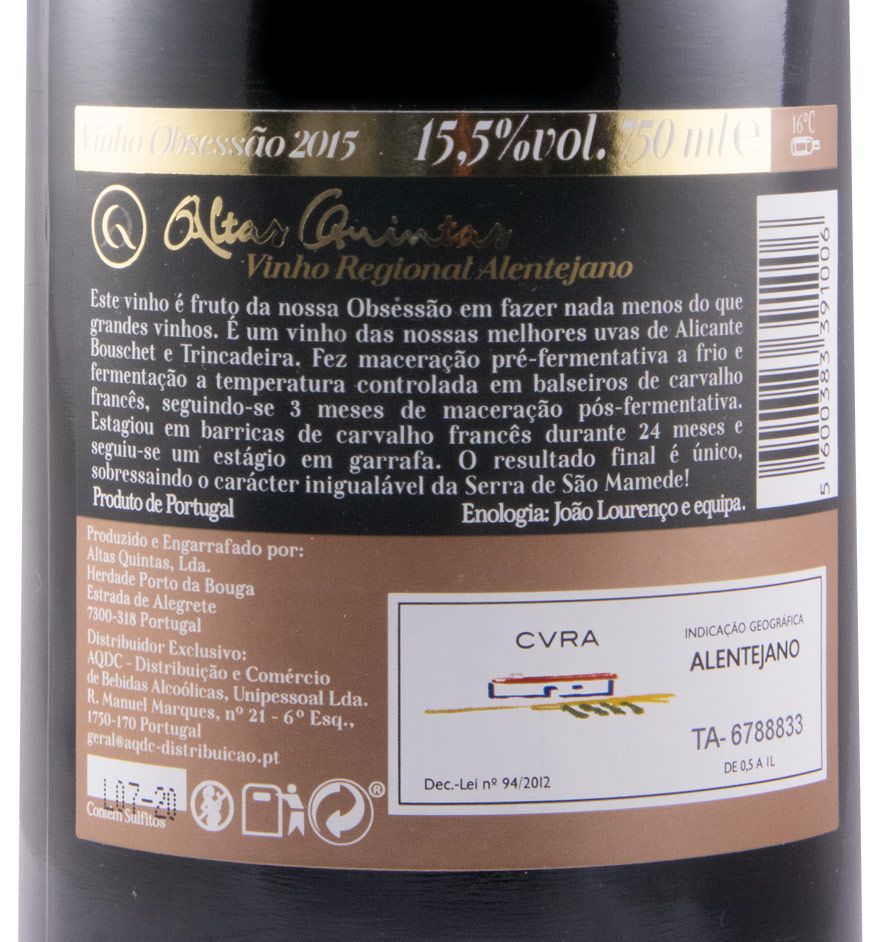 Vinho Obsessão 2015 15,5%vol. 750 ml e
16ºC
Q
Altas Quintas
Vinho Regional Alentejano
Este vinho é fruto da nossa Obsessão em fazer nada menos do que
grandes vinhos. É um vinho das nossas melhores uvas de Alicante
Bouschet e Trincadeira. Fez maceração pré-fermentativa a frio e
fermentação a temperatura controlada em balseiros de carvalho
francês, seguindo-se 3 meses de maceração pós-fermentativa.
Estagiou em barricas de carvalho francês durante 24 meses e
seguiu-se um estágio em garrafa. O resultado final é único,
sobressaindo o carácter inigualável da Serra de São Mamede!
Produto de Portugal Enologia: João Lourenço e equipa.
5 600383 391006
Produzido e Engarrafado por:
Altas Quintas, Lda.
Herdade Porto da Bouga
Estrada de Alegrete
7300-318 Portugal
Distribuidor Exclusivo:
AQDC - Distribuição e Comércio
de Bebidas Alcoólicas, Unipessoal Lda.
R. Manuel Marques, nº 21 - 6º Esq.,
1750-170 Portugal
geral@aqdc-distribuicao.pt
L07-20
Contém Sulfitos
®
CVRA
Dec.-Lei nº 94/2012
INDICAÇÃO GEOGRÁFICA
ALENTEJANO
TA- 6788833
DE 0,5 A 1L